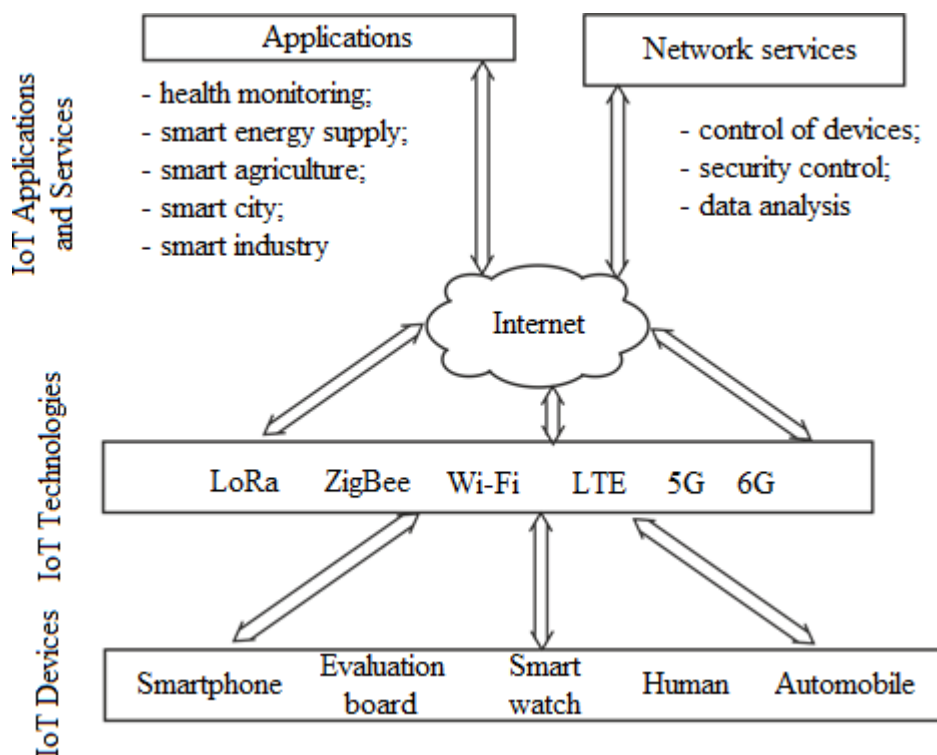 IoT Applications
and Services
Applications
- health monitoring;
- smart energy supply;
- smart agriculture;
- smart city;
- smart industry
Network services
- control of devices;
- security control;
- data analysis
Internet
IoT Technologies
LoRa ZigBee Wi-Fi LTE 5G 6G
IoT Devices
Smartphone
Evaluation
board
Smart
watch
Human
Automobile